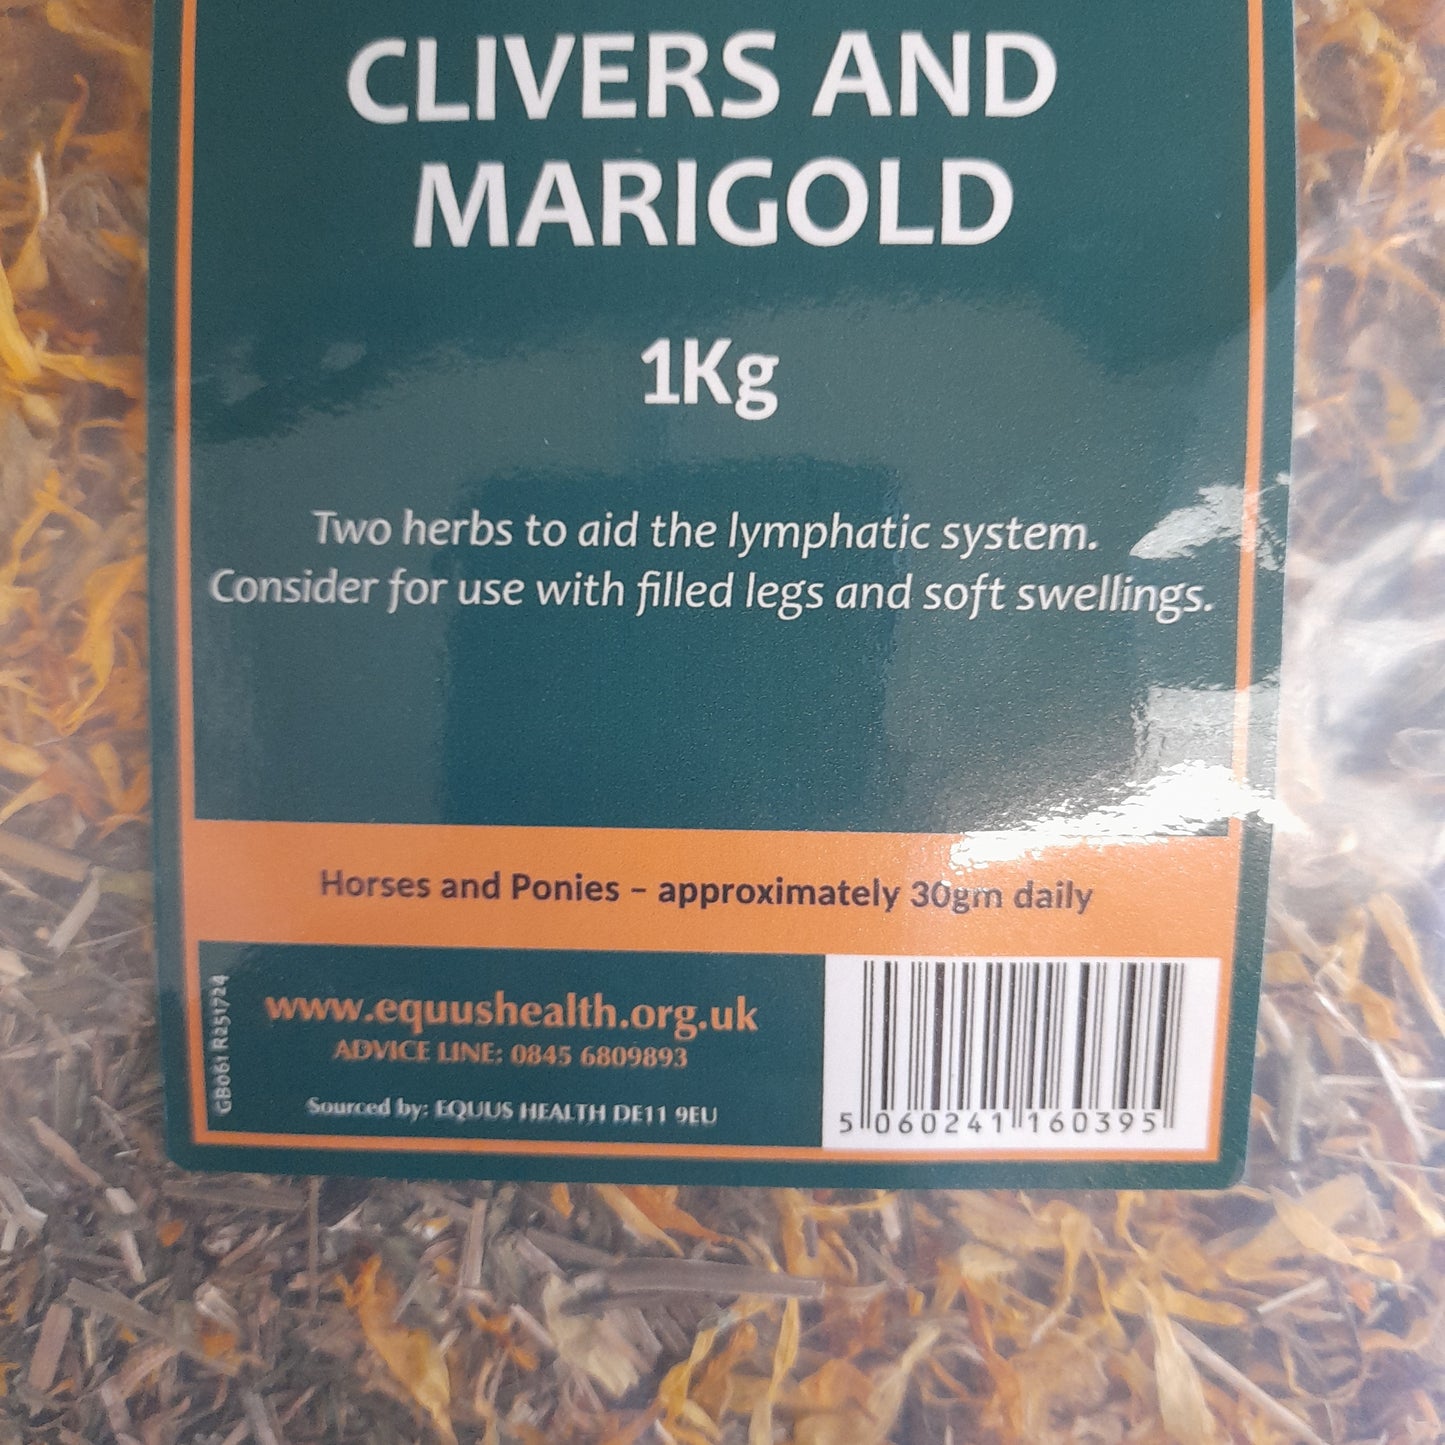 CLIVERS AND
MARIGOLD
1Kg
Two herbs to aid the lymphatic system.
Consider for use with filled legs and soft swellings.
Horses and Ponies – approximately 30gm daily
www.equushealth.org.uk
ADVICE LINE: 0845 6809893
Sourced by: EQUUS HEALTH DE11 9EU
GB061 R251724
5 060241 160395